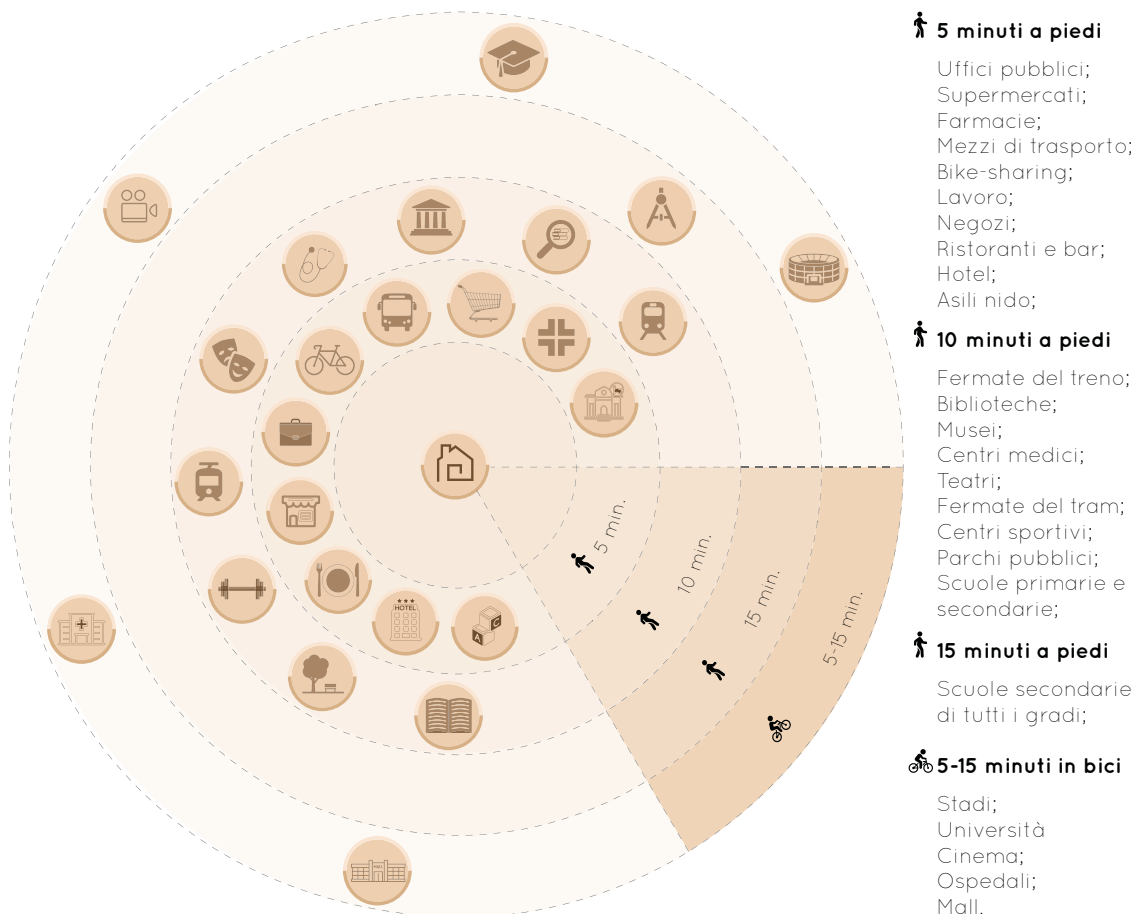 5 minuti a piedi
Uffici pubblici;
Supermercati;
Farmacie;
Mezzi di trasporto;
Bike-sharing;
Lavoro;
Negozi;
Ristoranti e bar;
Hotel;
Asili nido;
10 minuti a piedi
Fermate del treno;
Biblioteche;
Musei;
Centri medici;
Teatri;
Fermate del tram;
Centri sportivi;
Parchi pubblici;
Scuole primarie e
secondarie;
15 minuti a piedi
Scuole secondarie
di tutti i gradi;
5-15 minuti in bici
Stadi;
Università
Cinema;
Ospedali;
Mall.
5 min.
10 min.
15 min.
5-15 min.
HOTEL
A
C
MALL